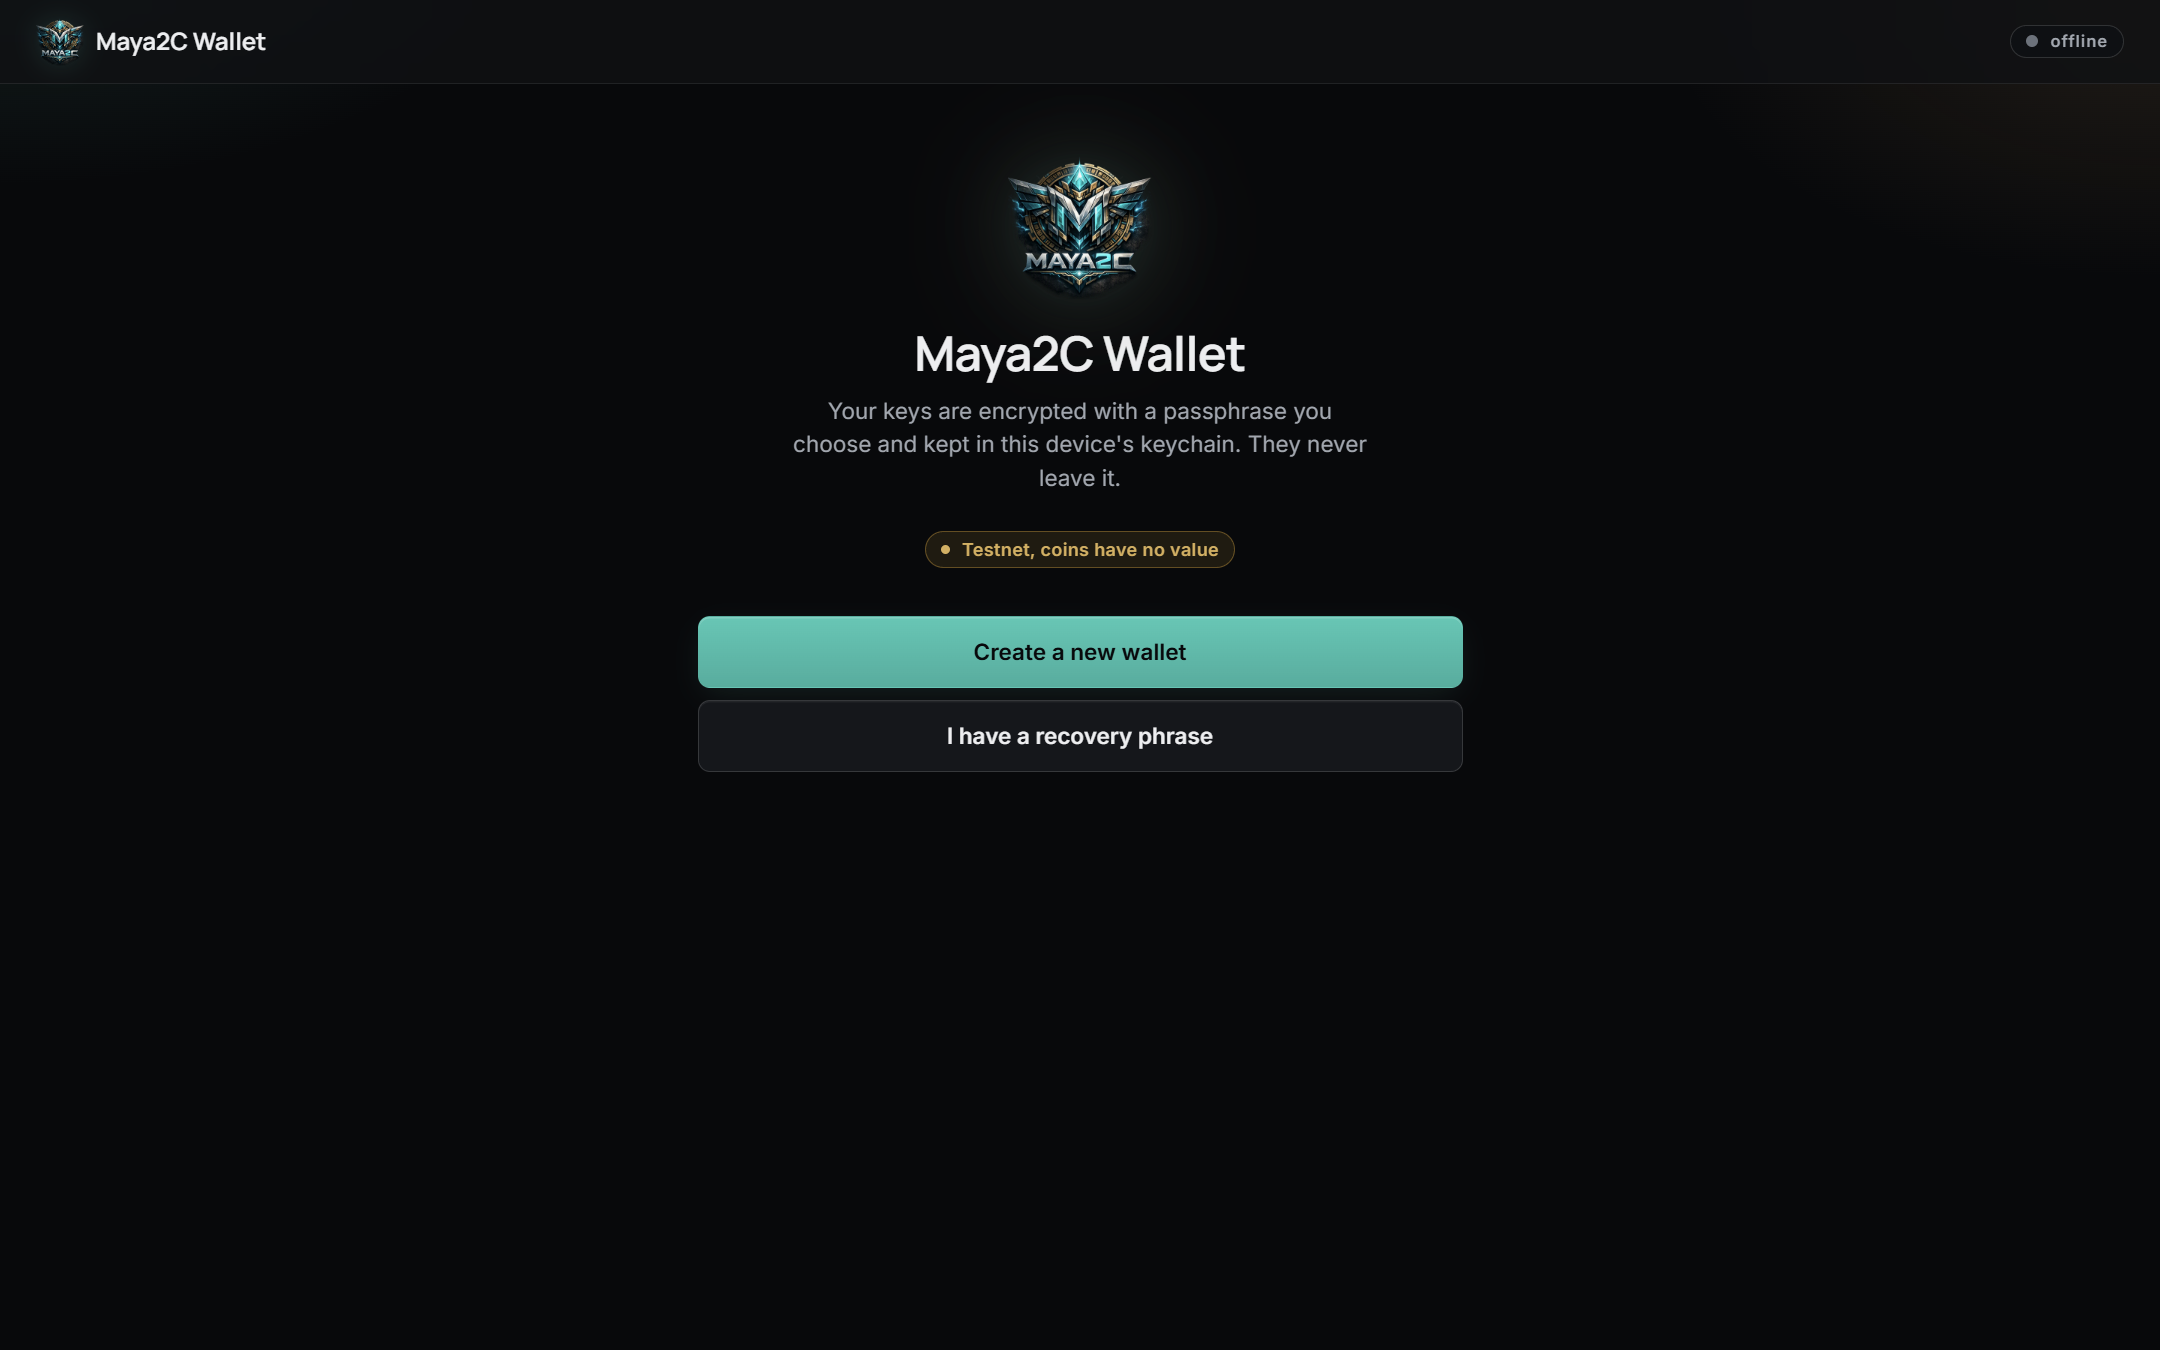 MAYA2C
Maya2C Wallet
offline
MAYA2C
Maya2C Wallet
Your keys are encrypted with a passphrase you
choose and kept in this device's keychain. They never
leave it.
Testnet, coins have no value
Create a new wallet
I have a recovery phrase